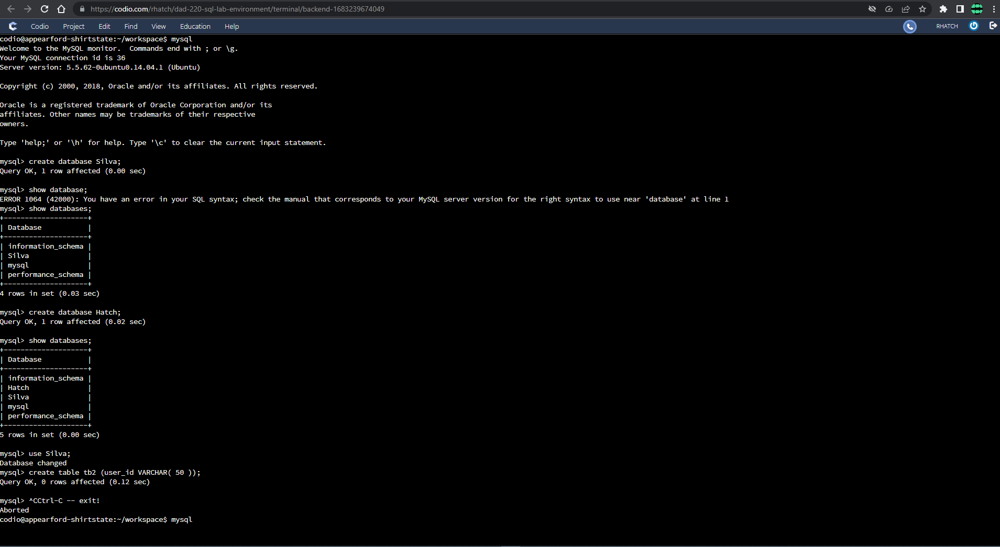 https://codio.com/rhatch/dad-220-sql-lab-environment/terminal/backend-1683239674049
Codio Project Edit Find View Education Help RHATCH
codio@appearford-shirtstate:~/workspace$ mysql
Welcome to the MySQL monitor.  Commands end with ; or \g.
Your MySQL connection id is 36
Server version: 5.5.62-0ubuntu0.14.04.1 (Ubuntu)

Copyright (c) 2000, 2018, Oracle and/or its affiliates. All rights reserved.

Oracle is a registered trademark of Oracle Corporation and/or its
affiliates. Other names may be trademarks of their respective
owners.

Type 'help;' or '\h' for help. Type '\c' to clear the current input statement.

mysql> create database Silva;
Query OK, 1 row affected (0.00 sec)

mysql> show database;
ERROR 1064 (42000): You have an error in your SQL syntax; check the manual that corresponds to your MySQL server version for the right syntax to use near 'database' at line 1
mysql> show databases;
+--------------------+
| Database           |
+--------------------+
| information_schema |
| Silva              |
| mysql              |
| performance_schema |
+--------------------+
4 rows in set (0.03 sec)

mysql> create database Hatch;
Query OK, 1 row affected (0.02 sec)

mysql> show databases;
+--------------------+
| Database           |
+--------------------+
| information_schema |
| Hatch              |
| Silva              |
| mysql              |
| performance_schema |
+--------------------+
5 rows in set (0.00 sec)

mysql> use Silva;
Database changed
mysql> create table tb2 (user_id VARCHAR( 50 ));
Query OK, 0 rows affected (0.12 sec)

mysql> ^CCtrl-C -- exit!
Aborted
codio@appearford-shirtstate:~/workspace$ mysql